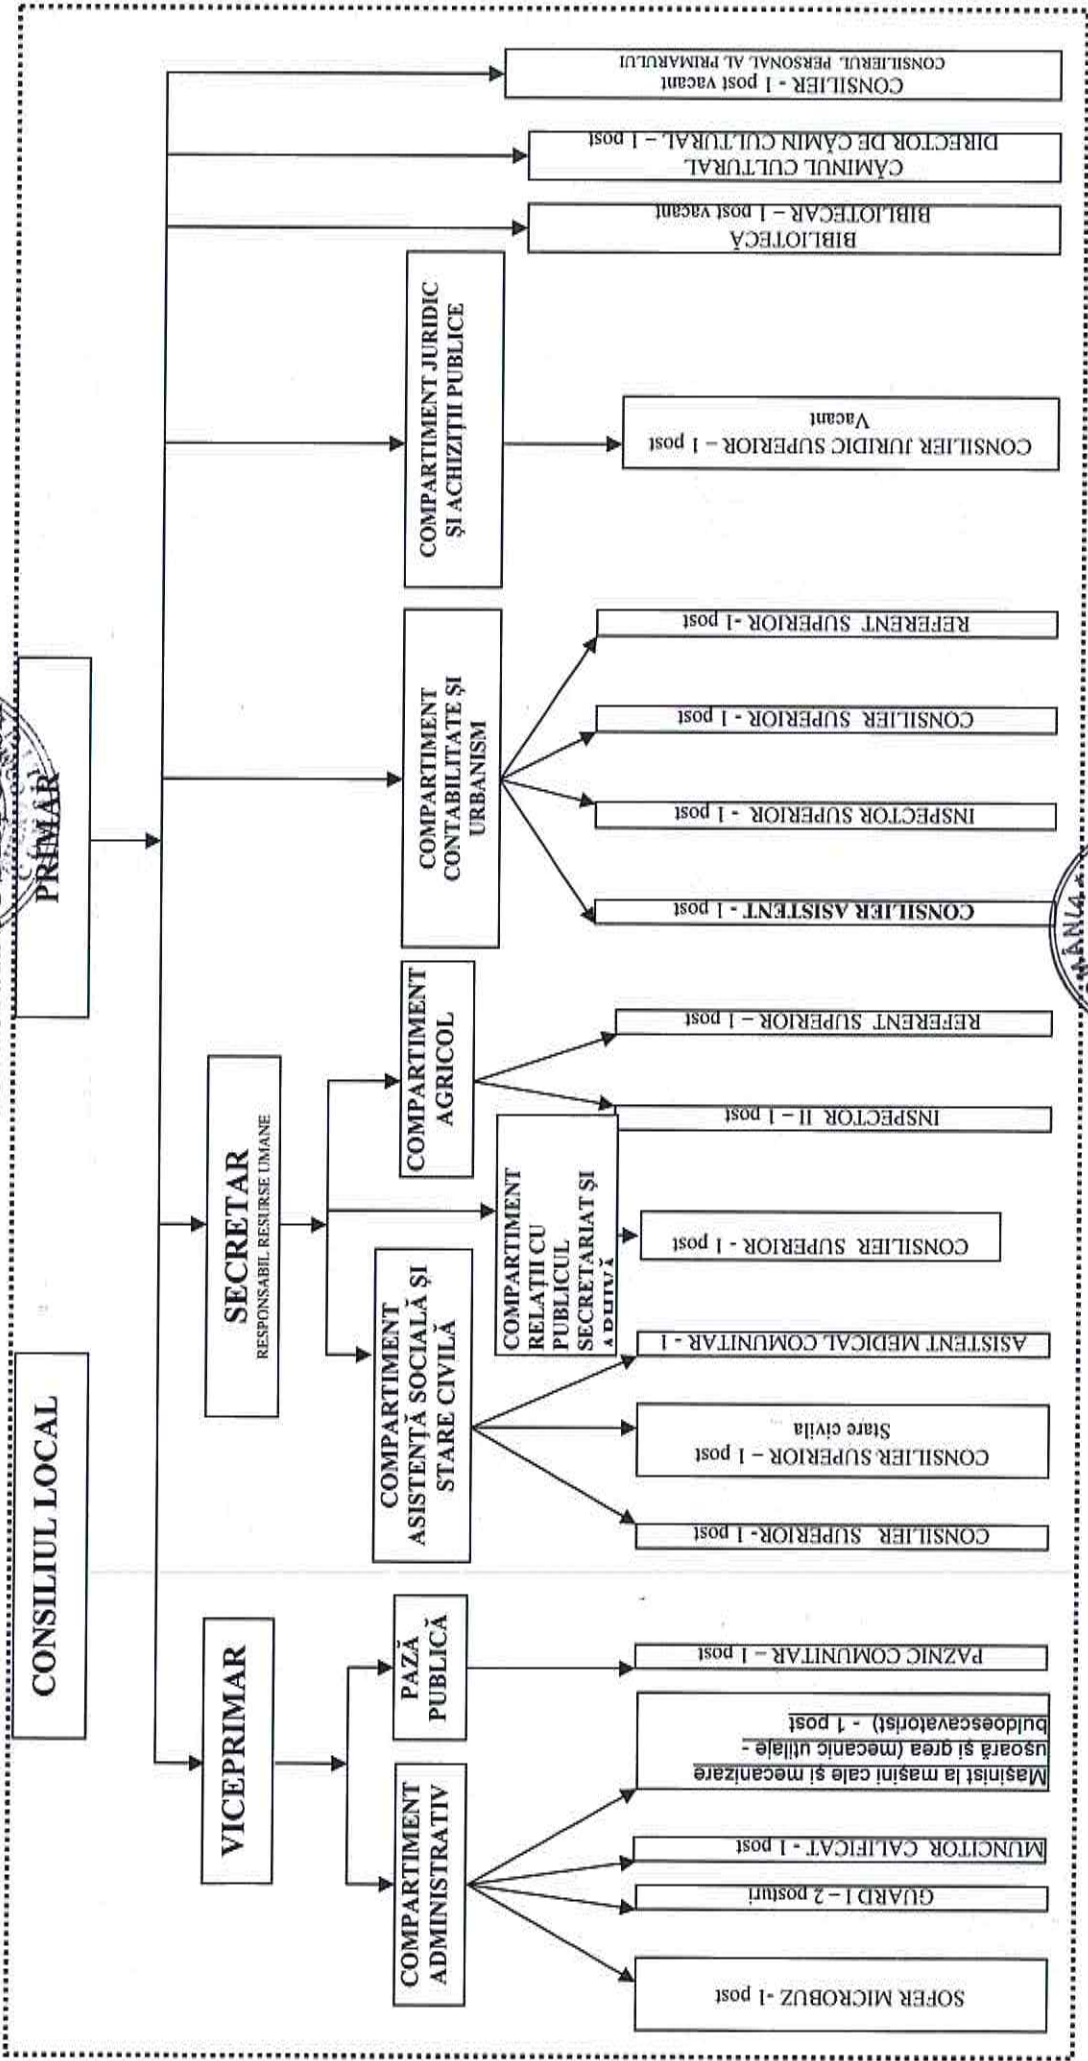 CONSILIUL LOCAL
PRIMAR
VICEPRIMAR
SECRETAR
RESPONSABIL RESURSE UMANE
COMPARTIMENT
ADMINISTRATIV
PAZĂ
PUBLICĂ
COMPARTIMENT
ASISTENȚĂ SOCIALĂ ȘI
STARE CIVILĂ
COMPARTIMENT
RELAȚII CU
PUBLICUL
SECRETARIAT ȘI
COMPARTIMENT
AGRICOL
COMPARTIMENT
CONTABILITATE ȘI
URBANISM
COMPARTIMENT JURIDIC
ȘI ACHIZIȚII PUBLICE
SOFER MICROBUZ -1 post
GUARD I – 2 posturi
MUNCITOR CALIFICAT - 1 post
Mașinist la mașini cale și mecanizare
ușoară și grea (mecanic utilaje -
buldoescavatorist) - 1 post
PAZNIC COMUNITAR – 1 post
CONSILIER SUPERIOR- 1 post
CONSILIER SUPERIOR – 1 post
Stare civila
ASISTENT MEDICAL COMUNITAR - 1
CONSILIER SUPERIOR - 1 post
INSPECTOR II – 1 post
REFERENT SUPERIOR – 1 post
CONSILIER ASISTENT - 1 post
INSPECTOR SUPERIOR - 1 post
CONSILIER SUPERIOR - 1 post
REFERENT SUPERIOR -1 post
CONSILIER JURIDIC SUPERIOR – 1 post
Vacant
BIBLIOTECĂ
BIBLIOTECAR – 1 post vacant
CĂMINUL CULTURAL
DIRECTOR DE CĂMIN CULTURAL – 1 post
CONSILIER - 1 post vacant
CONSILIERUL PERSONAL AL PRIMARULUI